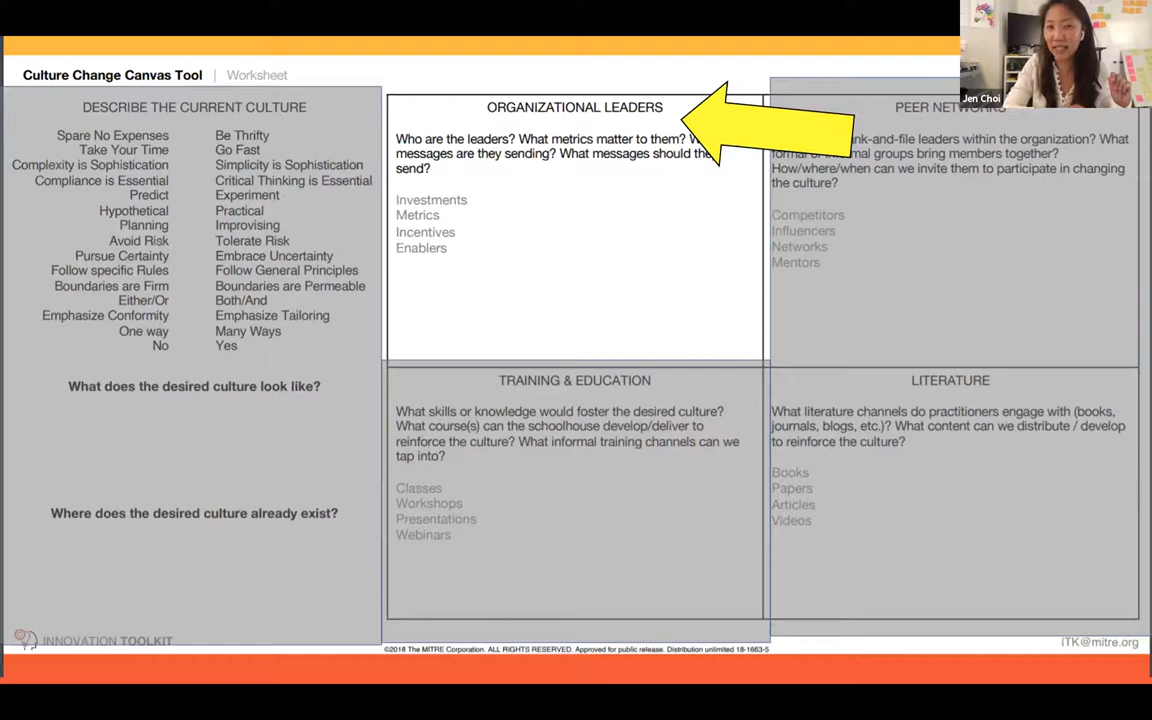 Culture Change Canvas Tool | Worksheet
Jen Choi
DESCRIBE THE CURRENT CULTURE
Spare No Expenses Be Thrifty
Take Your Time Go Fast
Complexity is Sophistication Simplicity is Sophistication
Compliance is Essential Critical Thinking is Essential
Predict Experiment
Hypothetical Practical
Planning Improvising
Avoid Risk Tolerate Risk
Pursue Certainty Embrace Uncertainty
Follow specific Rules Follow General Principles
Boundaries are Firm Boundaries are Permeable
Either/Or Both/And
Emphasize Conformity Emphasize Tailoring
One way Many Ways
No Yes
What does the desired culture look like?
Where does the desired culture already exist?
ORGANIZATIONAL LEADERS
Who are the leaders? What metrics matter to them?
messages are they sending? What messages should
send?
Investments
Metrics
Incentives
Enablers
PEER NETWORKS
leaders within the organization? What
groups bring members together?
How/where/when can we invite them to participate in changing
the culture?
Competitors
Influencers
Networks
Mentors
TRAINING & EDUCATION
What skills or knowledge would foster the desired culture?
What course(s) can the schoolhouse develop/deliver to
reinforce the culture? What informal training channels can we
tap into?
Classes
Workshops
Presentations
Webinars
LITERATURE
What literature channels do practitioners engage with (books,
journals, blogs, etc.)? What content can we distribute / develop
to reinforce the culture?
Books
Papers
Articles
Videos
INNOVATION TOOLKIT
©2018 The MITRE Corporation. ALL RIGHTS RESERVED. Approved for public release. Distribution unlimited 18-1663-5
iTK@mitre.org